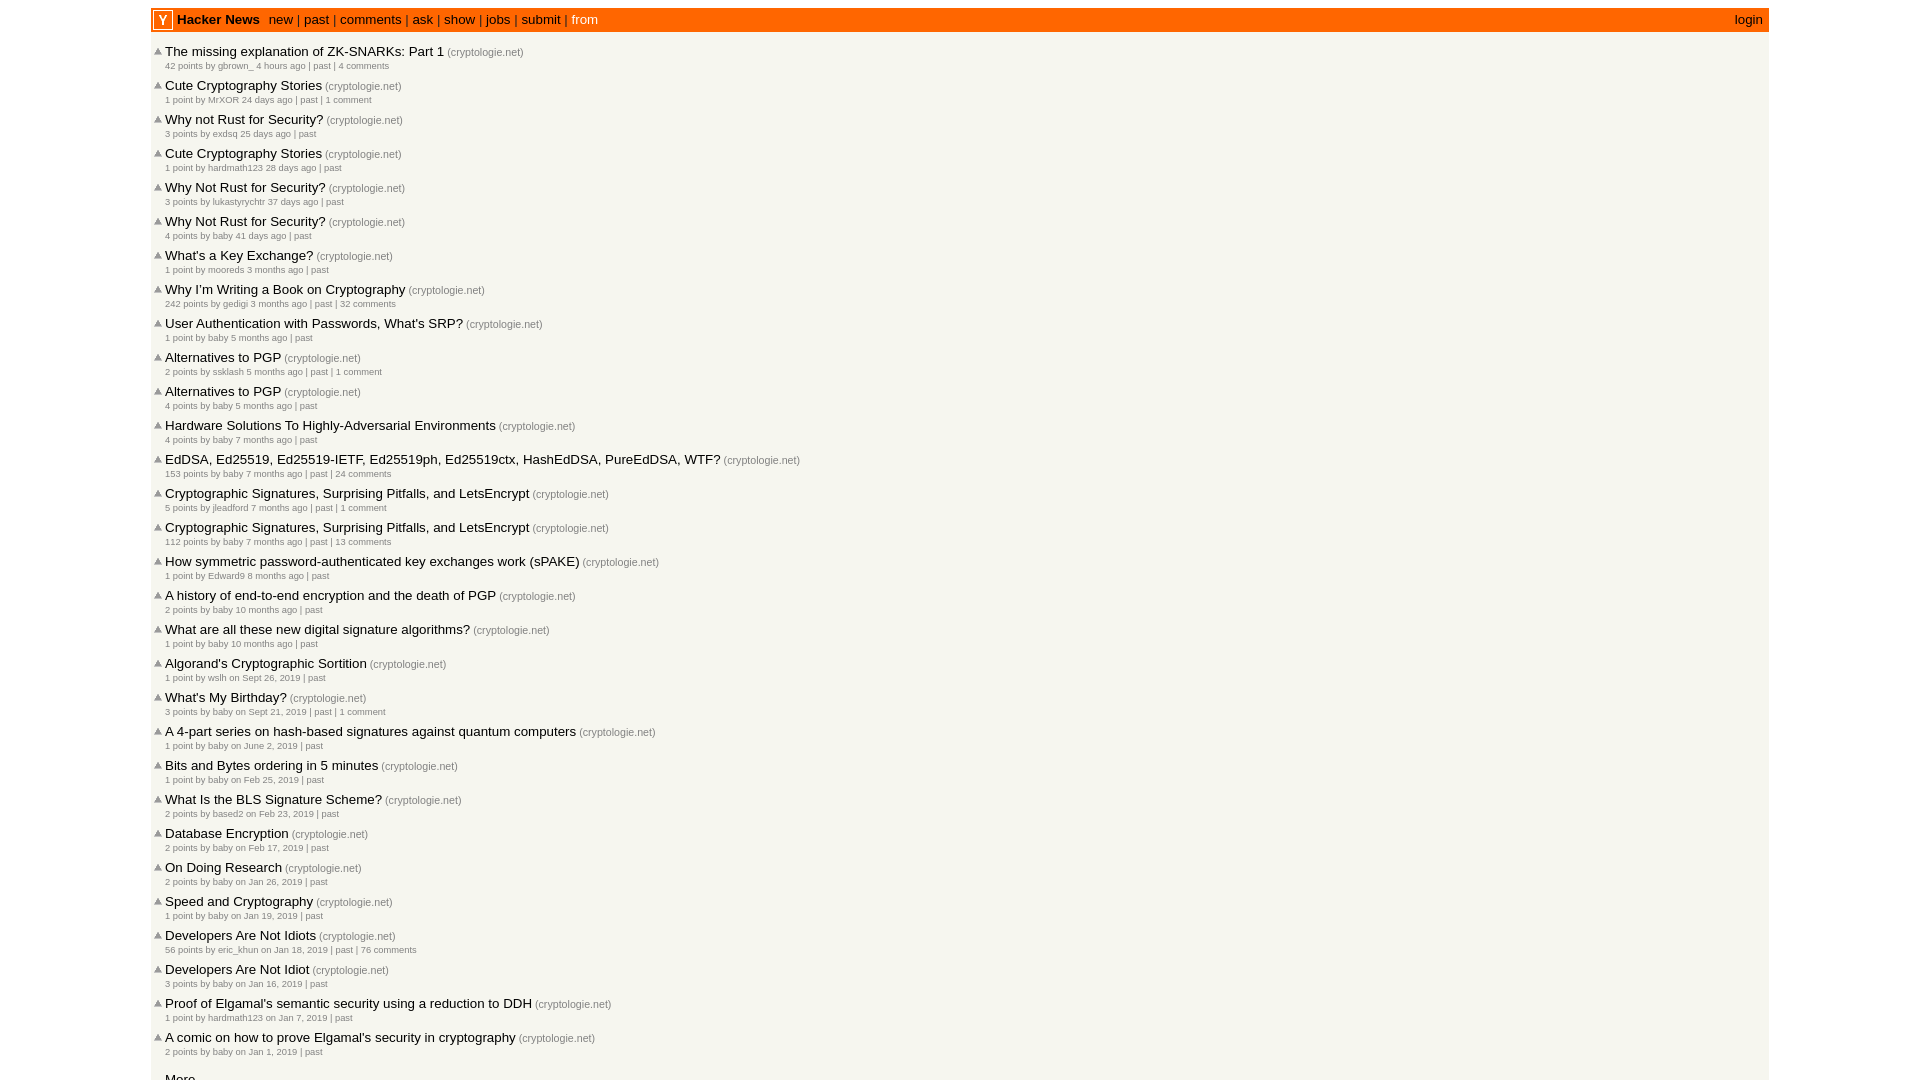 Y Hacker News new | past | comments | ask | show | jobs | submit | from login
The missing explanation of ZK-SNARKs: Part 1 (cryptologie.net)
42 points by gbrown_ 4 hours ago | past | 4 comments
Cute Cryptography Stories (cryptologie.net)
1 point by MrXOR 24 days ago | past | 1 comment
Why not Rust for Security? (cryptologie.net)
3 points by exdsq 25 days ago | past
Cute Cryptography Stories (cryptologie.net)
1 point by hardmath123 28 days ago | past
Why Not Rust for Security? (cryptologie.net)
3 points by lukastyrychtr 37 days ago | past
Why Not Rust for Security? (cryptologie.net)
4 points by baby 41 days ago | past
What's a Key Exchange? (cryptologie.net)
1 point by mooreds 3 months ago | past
Why I’m Writing a Book on Cryptography (cryptologie.net)
242 points by gedigi 3 months ago | past | 32 comments
User Authentication with Passwords, What's SRP? (cryptologie.net)
1 point by baby 5 months ago | past
Alternatives to PGP (cryptologie.net)
2 points by ssklash 5 months ago | past | 1 comment
Alternatives to PGP (cryptologie.net)
4 points by baby 5 months ago | past
Hardware Solutions To Highly-Adversarial Environments (cryptologie.net)
4 points by baby 7 months ago | past
EdDSA, Ed25519, Ed25519-IETF, Ed25519ph, Ed25519ctx, HashEdDSA, PureEdDSA, WTF? (cryptologie.net)
153 points by baby 7 months ago | past | 24 comments
Cryptographic Signatures, Surprising Pitfalls, and LetsEncrypt (cryptologie.net)
5 points by jleadford 7 months ago | past | 1 comment
Cryptographic Signatures, Surprising Pitfalls, and LetsEncrypt (cryptologie.net)
112 points by baby 7 months ago | past | 13 comments
How symmetric password-authenticated key exchanges work (sPAKE) (cryptologie.net)
1 point by Edward9 8 months ago | past
A history of end-to-end encryption and the death of PGP (cryptologie.net)
2 points by baby 10 months ago | past
What are all these new digital signature algorithms? (cryptologie.net)
1 point by baby 10 months ago | past
Algorand's Cryptographic Sortition (cryptologie.net)
1 point by wslh on Sept 26, 2019 | past
What's My Birthday? (cryptologie.net)
3 points by baby on Sept 21, 2019 | past | 1 comment
A 4-part series on hash-based signatures against quantum computers (cryptologie.net)
1 point by baby on June 2, 2019 | past
Bits and Bytes ordering in 5 minutes (cryptologie.net)
1 point by baby on Feb 25, 2019 | past
What Is the BLS Signature Scheme? (cryptologie.net)
2 points by based2 on Feb 23, 2019 | past
Database Encryption (cryptologie.net)
2 points by baby on Feb 17, 2019 | past
On Doing Research (cryptologie.net)
2 points by baby on Jan 26, 2019 | past
Speed and Cryptography (cryptologie.net)
1 point by baby on Jan 19, 2019 | past
Developers Are Not Idiots (cryptologie.net)
56 points by eric_khun on Jan 18, 2019 | past | 76 comments
Developers Are Not Idiot (cryptologie.net)
3 points by baby on Jan 16, 2019 | past
Proof of Elgamal's semantic security using a reduction to DDH (cryptologie.net)
1 point by hardmath123 on Jan 7, 2019 | past
A comic on how to prove Elgamal's security in cryptography (cryptologie.net)
2 points by baby on Jan 1, 2019 | past
More